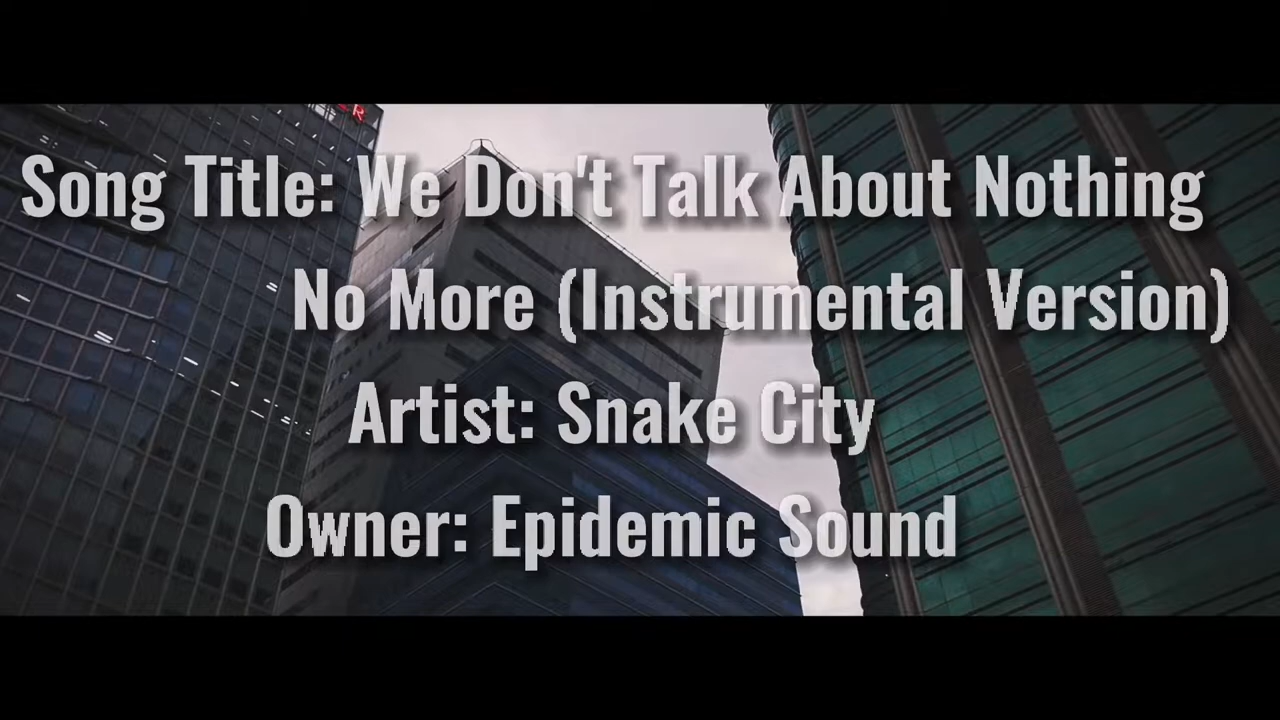 Song Title: We Don't Talk About Nothing
No More (Instrumental Version)
Artist: Snake City
Owner: Epidemic Sound